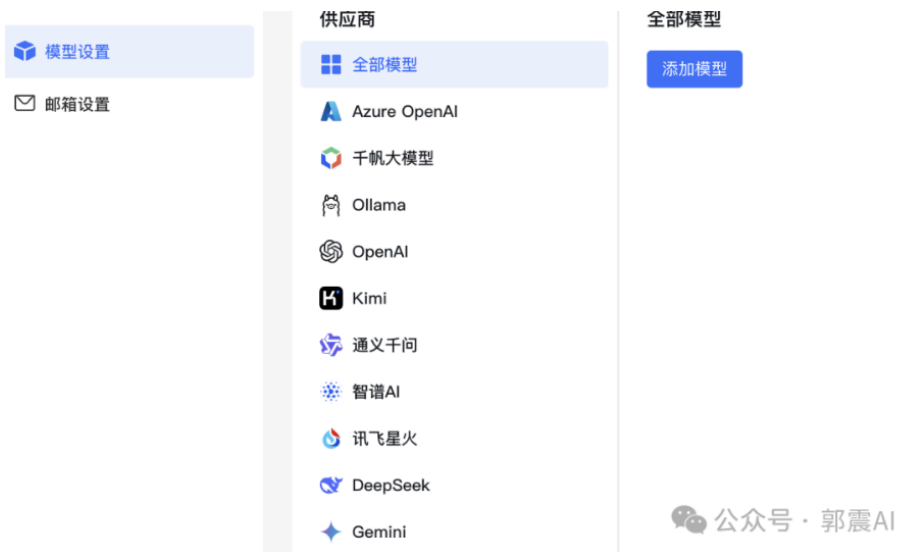 模型设置
邮箱设置
供应商
全部模型
Azure OpenAI
千帆大模型
Ollama
OpenAI
Kimi
通义千问
智谱AI
讯飞星火
DeepSeek
Gemini
全部模型
添加模型
公众号 · 郭震AI